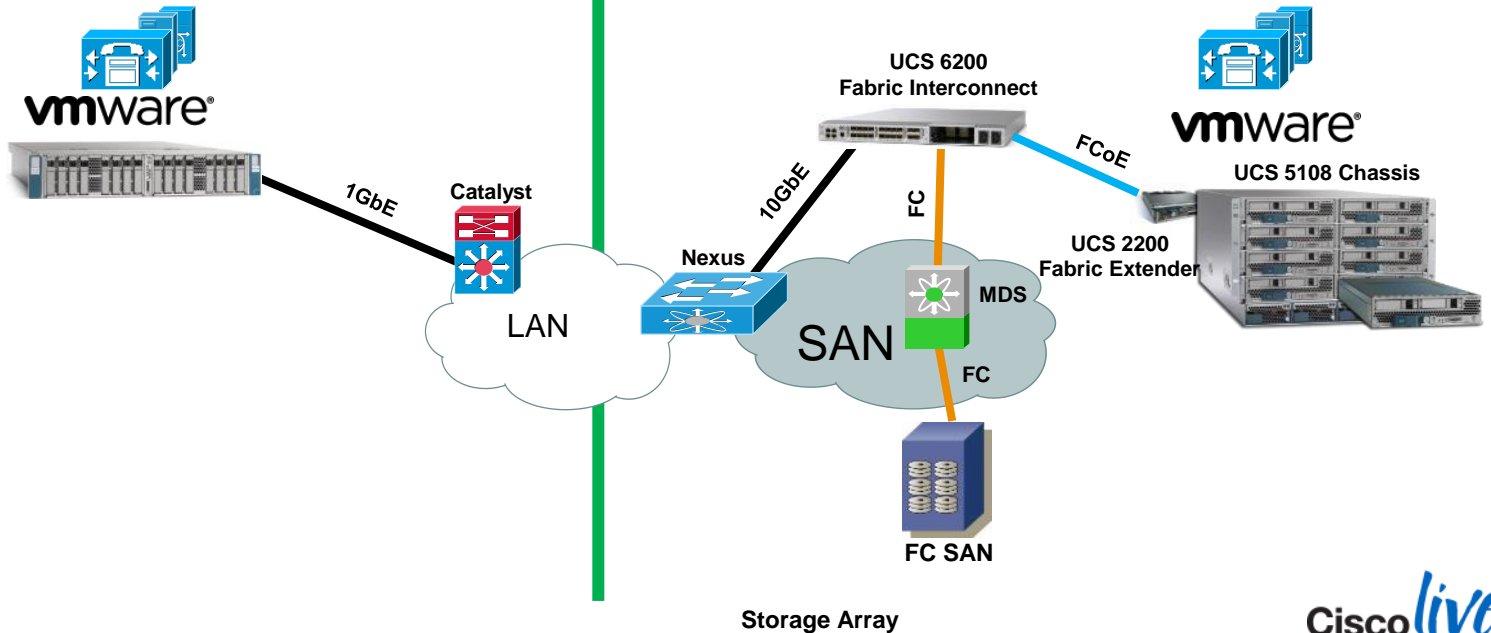 vmware®
1GbE
Catalyst
LAN
UCS 6200
Fabric Interconnect
10GbE
FC
FCoE
vmware®
UCS 5108 Chassis
UCS 2200
Fabric Extender
Nexus
MDS
SAN
FC
FC SAN
Storage Array
Cisco live